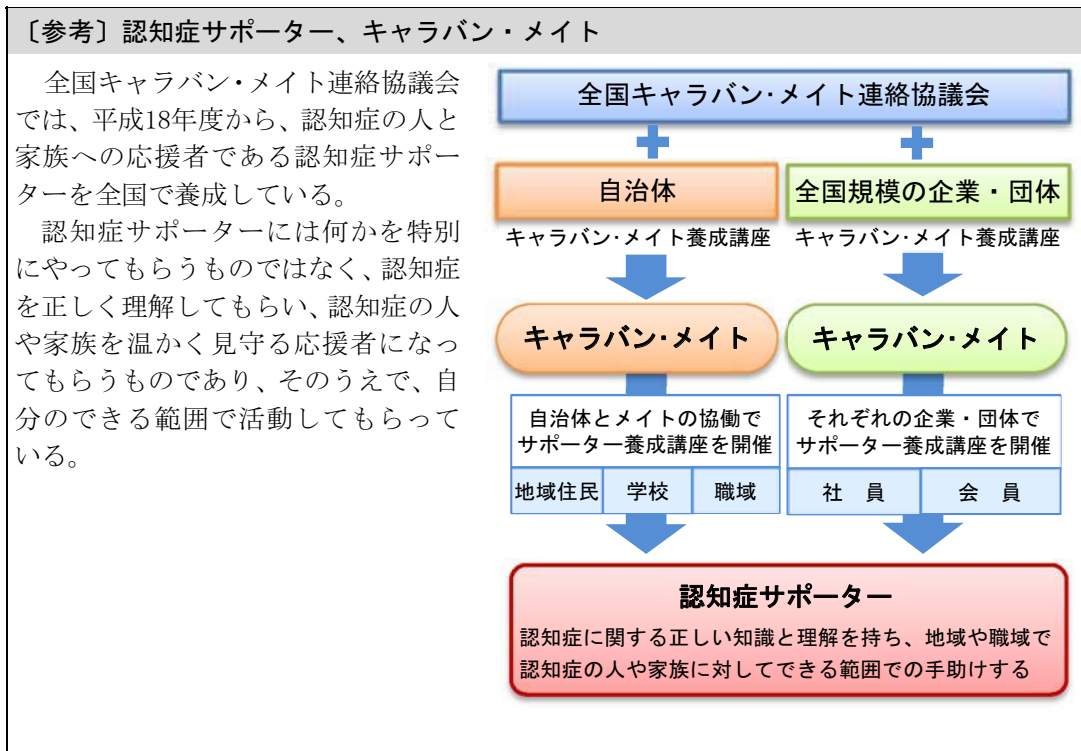 〔参考〕認知症サポーター、キャラバン・メイト
全国キャラバン・メイト連絡協議会
では、平成18年度から、認知症の人と
家族への応援者である認知症サポー
ターを全国で養成している。
認知症サポーターには何かを特別
にやってもらうものではなく、認知症
を正しく理解してもらい、認知症の人
や家族を温かく見守る応援者になっ
てもらうものであり、そのうえで、自
分のできる範囲で活動してもらって
いる。
全国キャラバン・メイト連絡協議会
自治体
全国規模の企業・団体
キャラバン・メイト養成講座
キャラバン・メイト養成講座
キャラバン・メイト
キャラバン・メイト
自治体とメイトの協働で
サポーター養成講座を開催
それぞれの企業・団体で
サポーター養成講座を開催
地域住民 学校 職域
社 員 会 員
認知症サポーター
認知症に関する正しい知識と理解を持ち、地域や職域で
認知症の人や家族に対してできる範囲での手助けする